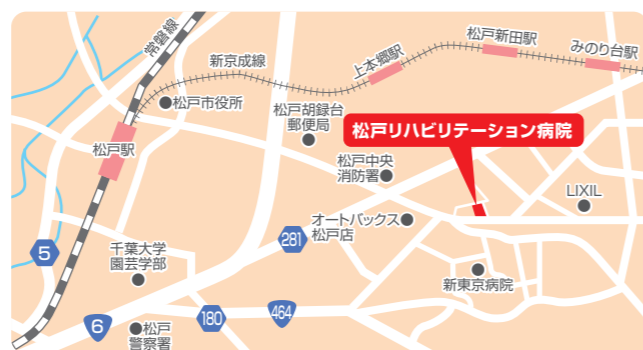 常磐線
新京成線
上本郷駅
松戸新田駅
みのり台駅
松戸市役所
松戸胡録台
郵便局
松戸リハビリテーション病院
松戸駅
松戸中央
消防署
LIXIL
オートバックス
松戸店
281
5
千葉大学
園芸学部
新東京病院
6
松戸
警察署
180
464